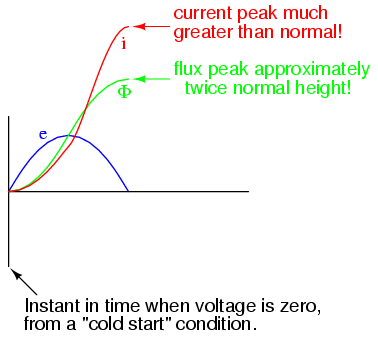 current peak much
greater than normal!
i
flux peak approximately
twice normal height!
Φ
e
Instant in time when voltage is zero,
from a "cold start" condition.